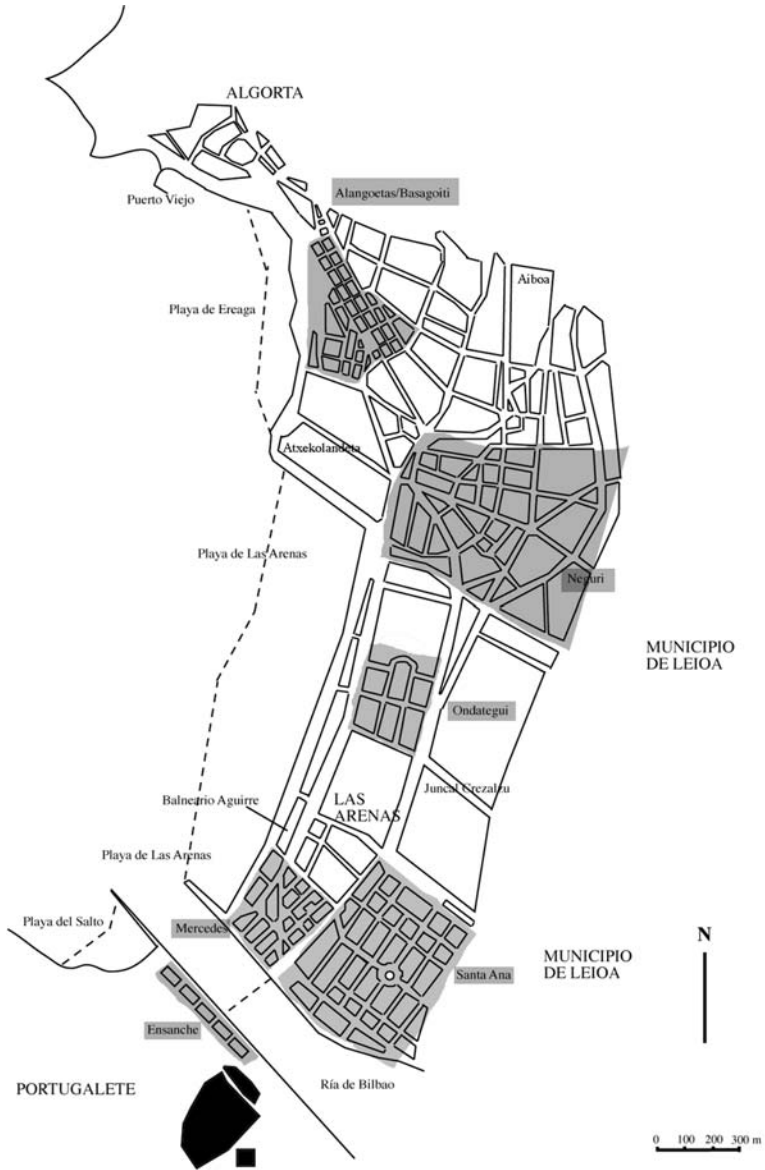 ALGORTA
Alangoetas/Basagoiti
Puerto Viejo
Aiboa
Playa de Ereaga
Atxekolandeta
Playa de Las Arenas
Neguri
MUNICIPIO
DE LEIOA
Ondategui
Juncal Grezalzu
Balneario Aguirre
LAS
ARENAS
Playa de Las Arenas
Playa del Salto
Mercedes
N
MUNICIPIO
DE LEIOA
Santa Ana
Ensanche
PORTUGALETE
Ría de Bilbao
0 100 200 300 m